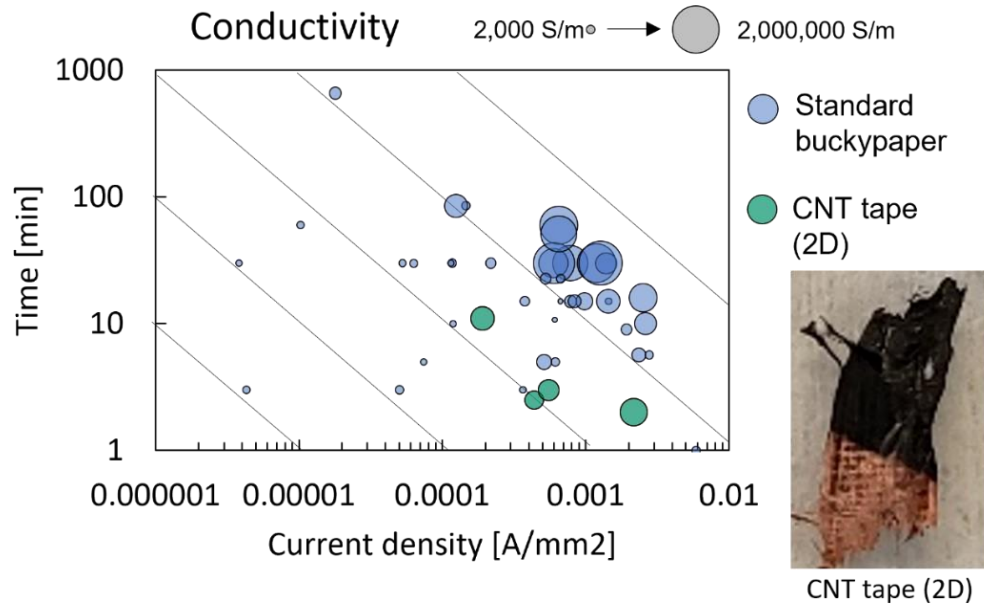 Conductivity
2,000 S/m
2,000,000 S/m
1000
100
10
1
Time [min]
0.000001
0.00001
0.0001
0.001
0.01
Current density [A/mm2]
Standard
buckypaper
CNT tape
(2D)
CNT tape (2D)